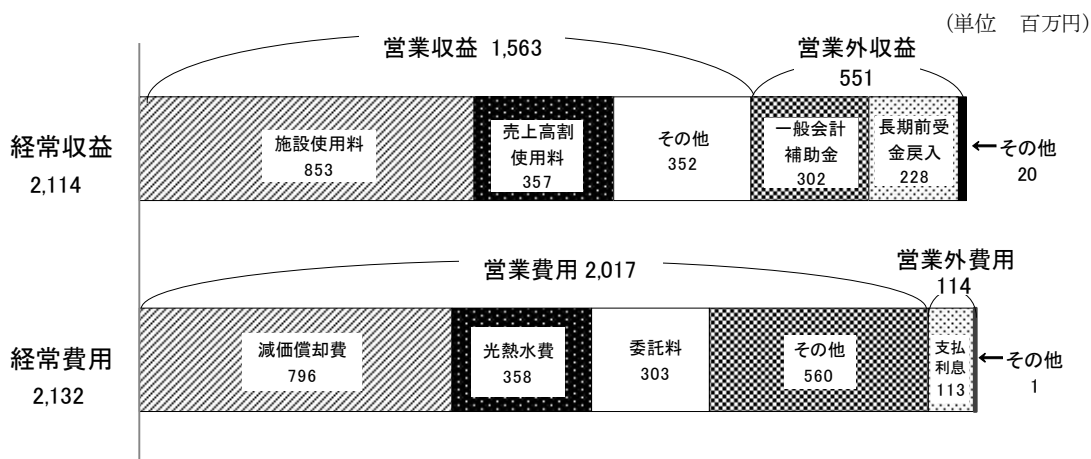 (単位 百万円)
営業収益 1,563
営業外収益
551
経常収益
2,114
施設使用料
853
売上高割
使用料
357
その他
352
一般会計
補助金
302
長期前受
金戻入
228
←その他
20
営業費用 2,017
営業外費用
114
経常費用
2,132
減価償却費
796
光熱水費
358
委託料
303
その他
560
支払
利息
113
←その他
1